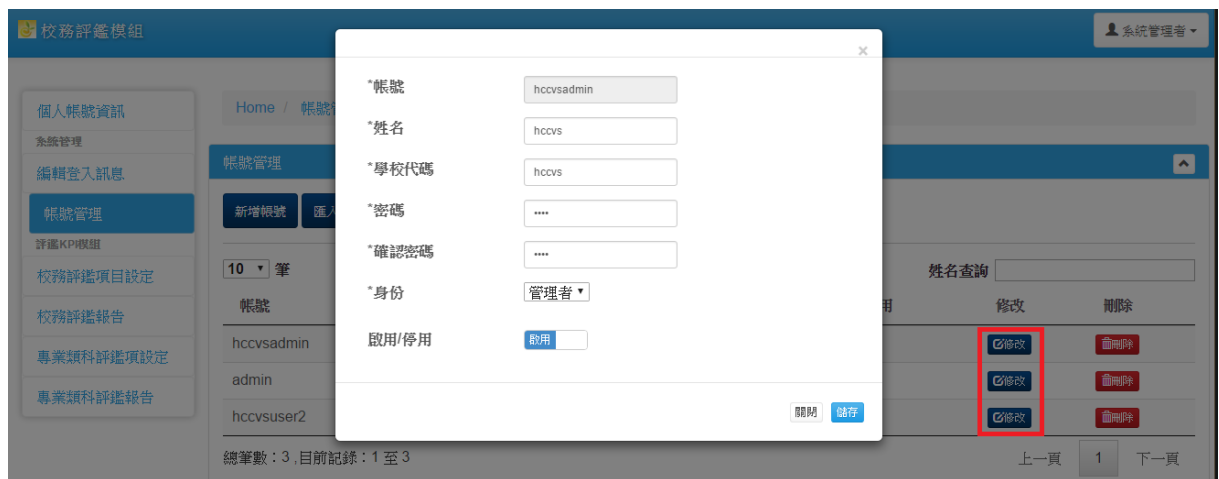 校務評鑑模組
系統管理者
×
個人帳號資訊
系統管理
編輯登入訊息
帳號管理
評鑑KPI模組
校務評鑑項目設定
校務評鑑報告
專業類科評鑑項設定
專業類科評鑑報告
Home / 帳號
帳號管理
新增帳號
10 筆
姓名查詢
帳號 用 修改 刪除
hccvsadmin 修改 刪除
admin 修改 刪除
hccvsuser2 修改 刪除
總筆數：3 ,目前記錄：1 至 3
上一頁 1 下一頁
*帳號 hccvsadmin
*姓名 hccvs
*學校代碼 hccvs
*密碼 ••••
*確認密碼 ••••
*身份 管理者
啟用/停用 啟用
關閉 儲存